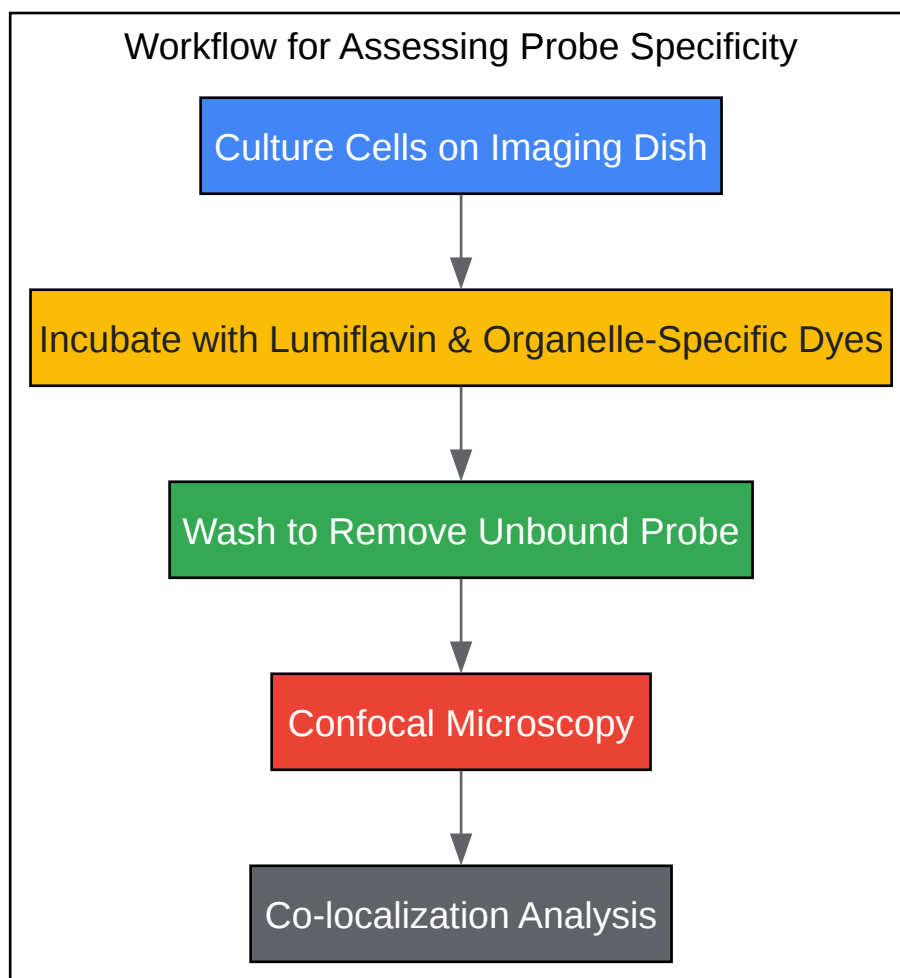 Workflow for Assessing Probe Specificity
Culture Cells on Imaging Dish
Incubate with Lumiflavin & Organelle-Specific Dyes
Wash to Remove Unbound Probe
Confocal Microscopy
Co-localization Analysis